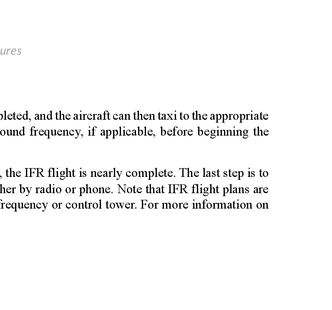 ures
pleted, and the aircraft can then taxi to the appropriate
ound frequency, if applicable, before beginning the
, the IFR flight is nearly complete. The last step is to
her by radio or phone. Note that IFR flight plans are
frequency or control tower. For more information on